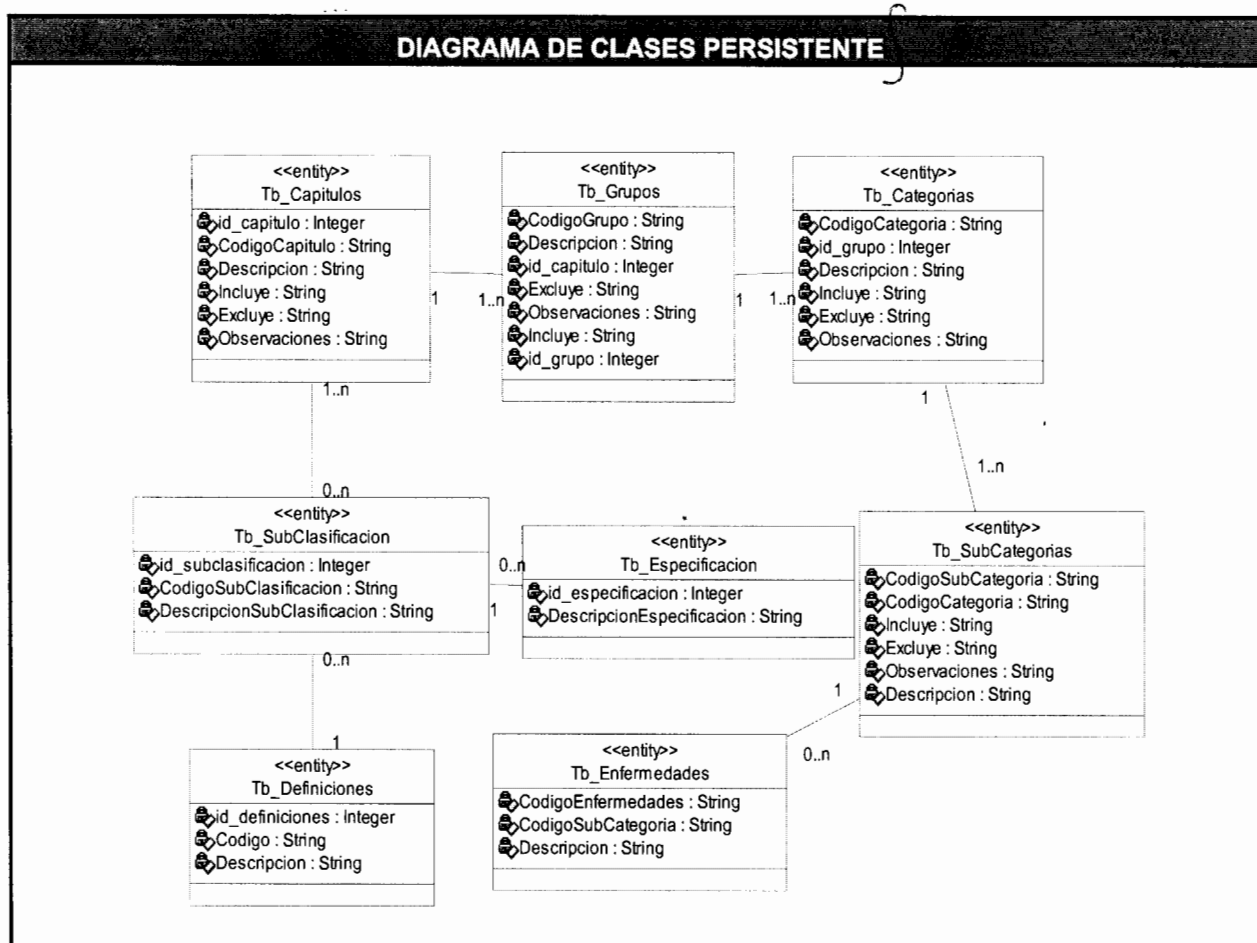 DIAGRAMA DE CLASES PERSISTENTE
<<entity>>
Tb_Capitulos
id_capitulo : Integer
CodigoCapitulo : String
Descripcion : String
Incluye : String
Excluye : String
Observaciones : String
<<entity>>
Tb_Grupos
CodigoGrupo : String
Descripcion : String
id_capitulo : Integer
Excluye : String
Observaciones : String
Incluye : String
id_grupo : Integer
<<entity>>
Tb_Categorias
CodigoCategoria : String
id_grupo : Integer
Descripcion : String
Incluye : String
Excluye : String
Observaciones : String
1
1..n
1
1..n
1..n
0..n
1
1..n
<<entity>>
Tb_SubClasificacion
id_subclasificacion : Integer
CodigoSubClasificacion : String
DescripcionSubClasificacion : String
0..n
1
<<entity>>
Tb_Especificacion
id_especificacion : Integer
DescripcionEspecificacion : String
<<entity>>
Tb_SubCategorias
CodigoSubCategoria : String
CodigoCategoria : String
Incluye : String
Excluye : String
Observaciones : String
Descripcion : String
0..n
1
1
0..n
<<entity>>
Tb_Definiciones
id_definiciones : Integer
Codigo : String
Descripcion : String
<<entity>>
Tb_Enfermedades
CodigoEnfermedades : String
CodigoSubCategoria : String
Descripcion : String